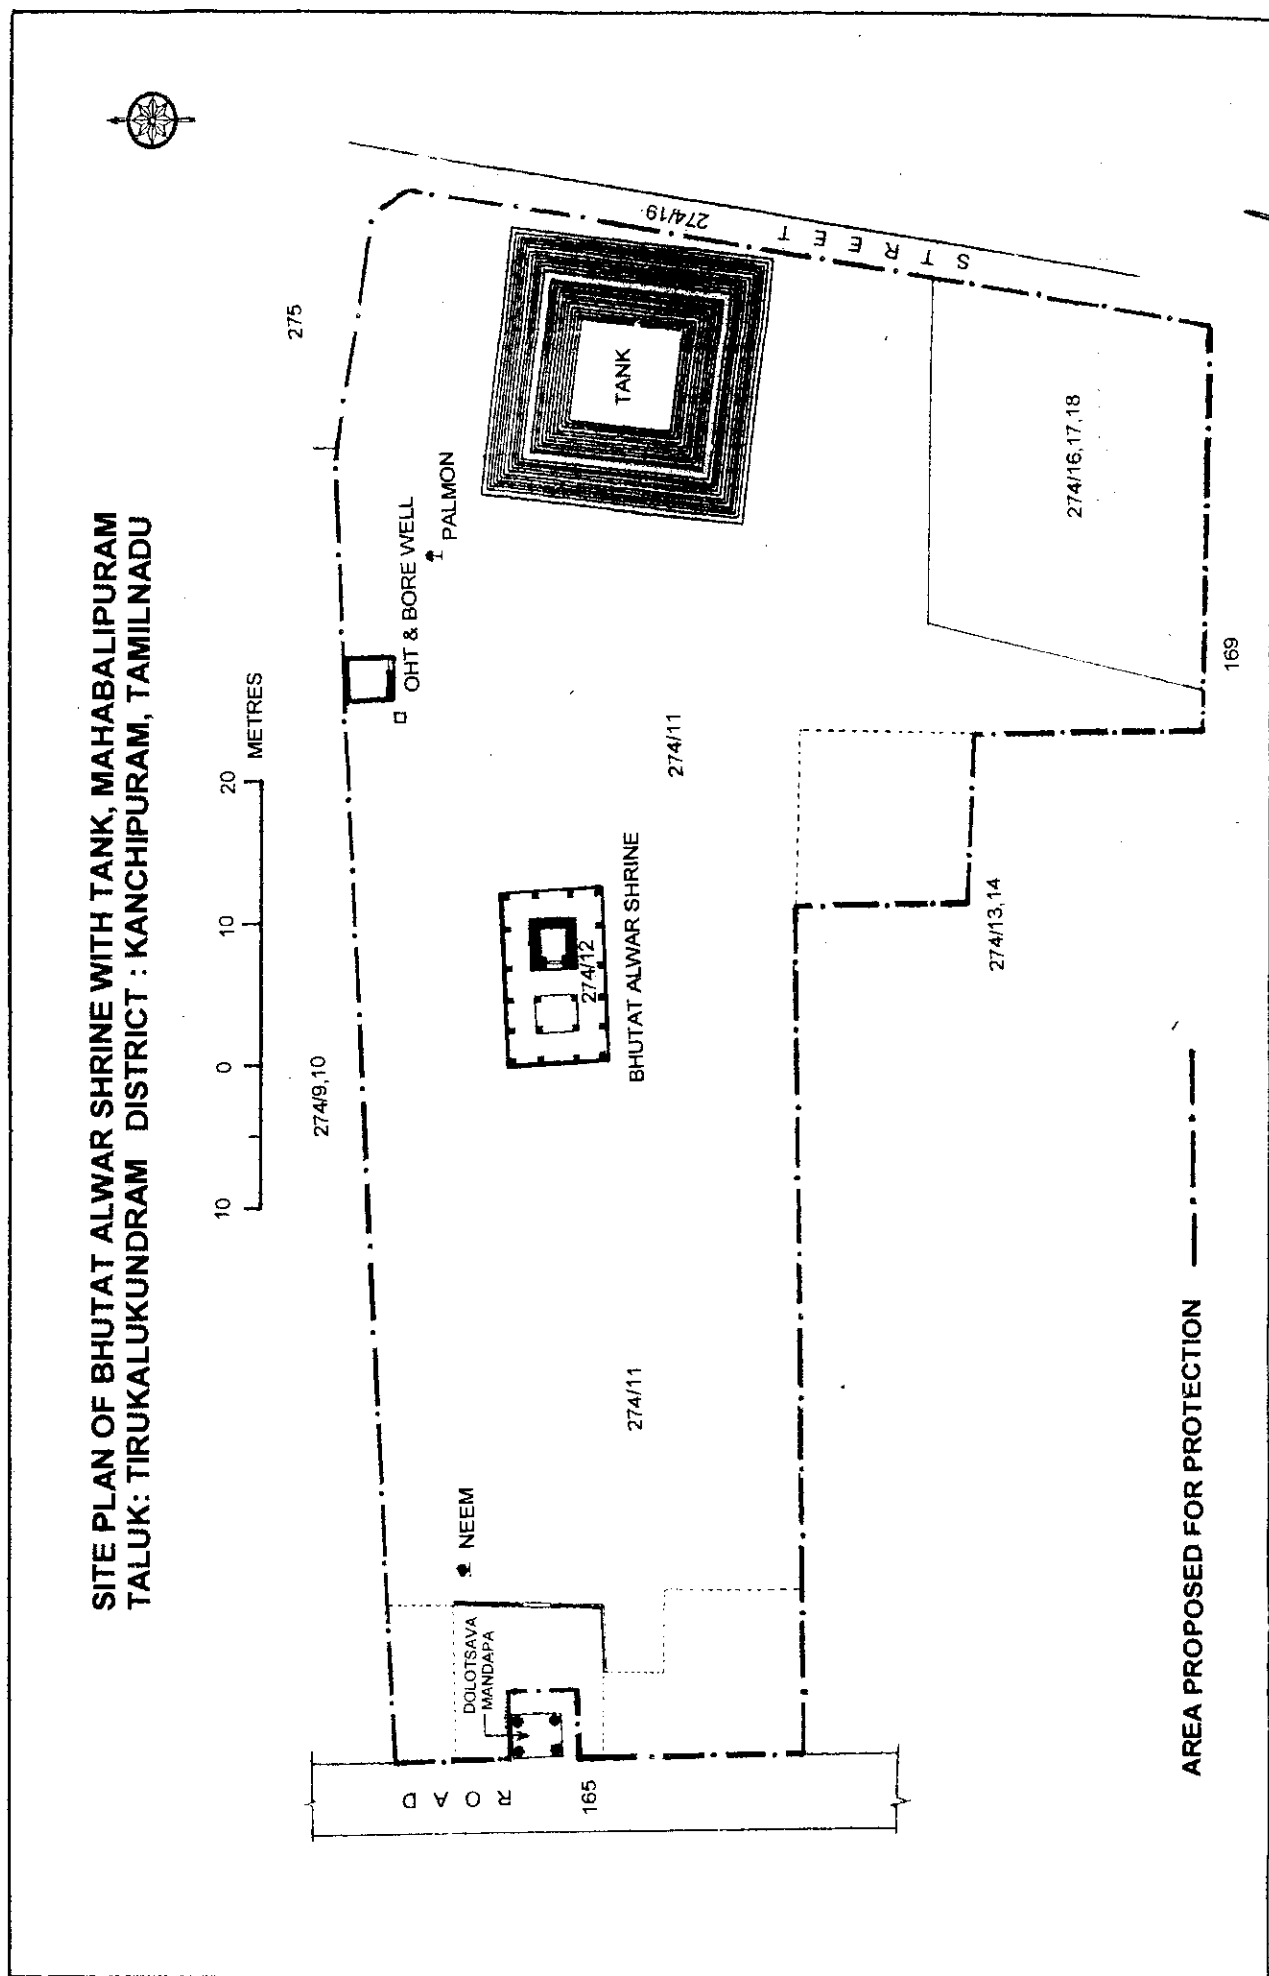 SITE PLAN OF BHUTAT ALWAR SHRINE WITH TANK, MAHABALIPURAM
TALUK: TIRUKALUKUNDRAM DISTRICT : KANCHIPURAM, TAMILNADU
10 0 10 20
METRES
274/9,10
275
OHT & BORE WELL
PALMON
NEEM
DOLOTSAVA
MANDAPA
ROAD
165
274/12
BHUTAT ALWAR SHRINE
TANK
274/19
STREET
274/11
274/11
274/13,14
274/16,17,18
169
AREA PROPOSED FOR PROTECTION